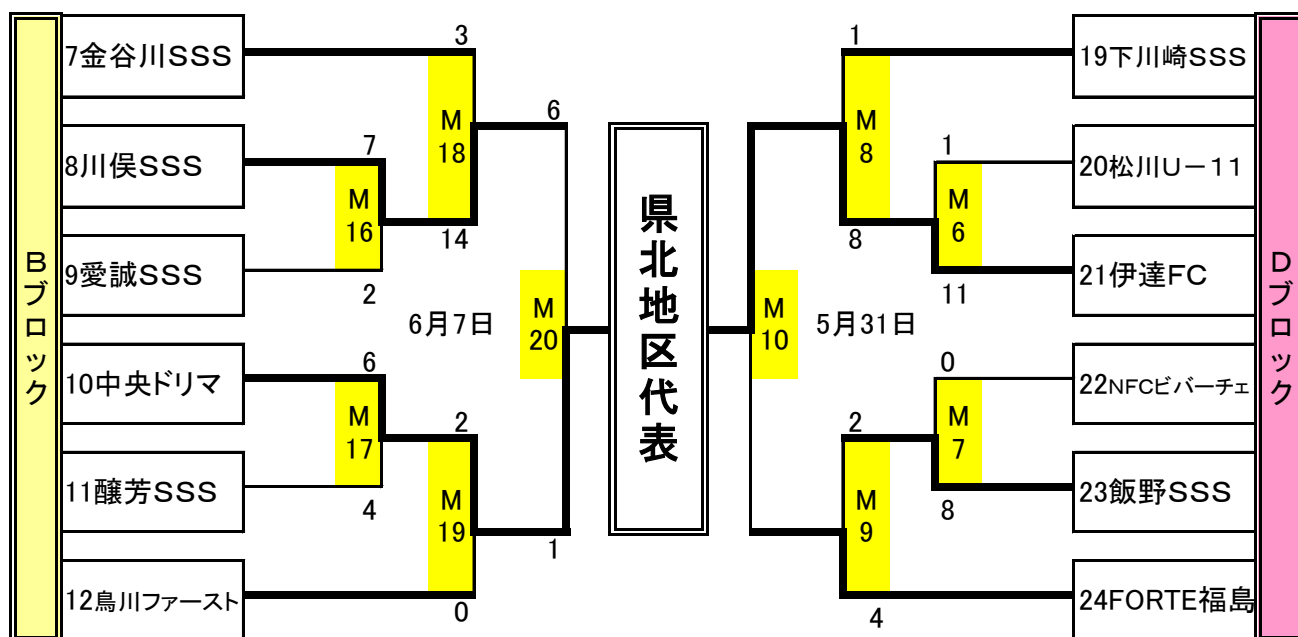 Bブロック
7金谷川SSS
8川俣SSS
9愛誠SSS
10中央ドリマ
11醸芳SSS
12鳥川ファースト
3
7
M
16
2
M
18
14
6
6月7日
M
20
6
M
17
4
2
M
19
0
1
県北地区代表
1
M
8
8
1
M
6
11
M
10
5月31日
0
M
7
8
2
M
9
4
19下川崎SSS
20松川U-11
21伊達FC
22NFCビバーチェ
23飯野SSS
24FORTE福島
Dブロック